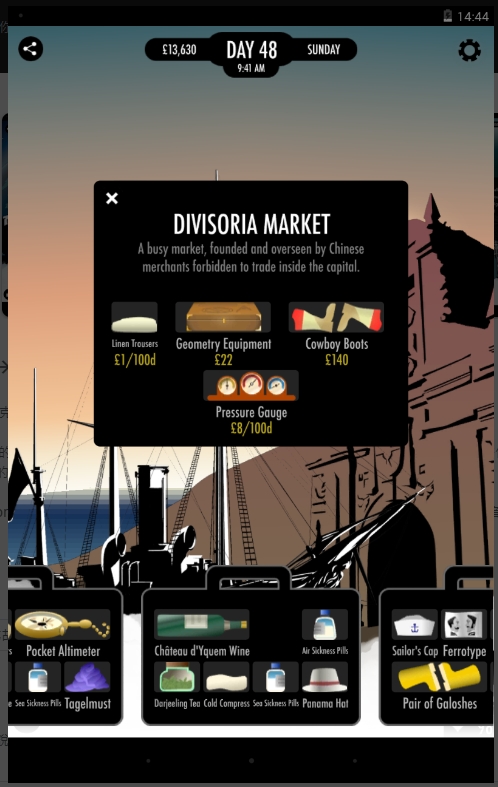 14:44
£13,630
DAY 48
SUNDAY
9:41 AM
DIVISORIA MARKET
A busy market, founded and overseen by Chinese
merchants forbidden to trade inside the capital.
Linen Trousers
Geometry Equipment
Cowboy Boots
£1/100d
£22
£140
Pressure Gauge
£8/100d
Pocket Altimeter
Château d'Yquem Wine
Air Sickness Pills
Sailor's Cap
Ferrotype
Sea Sickness Pills
Tagelmust
Darjeeling Tea
Cold Compress
Sea Sickness Pills
Panama Hat
Pair of Galoshes